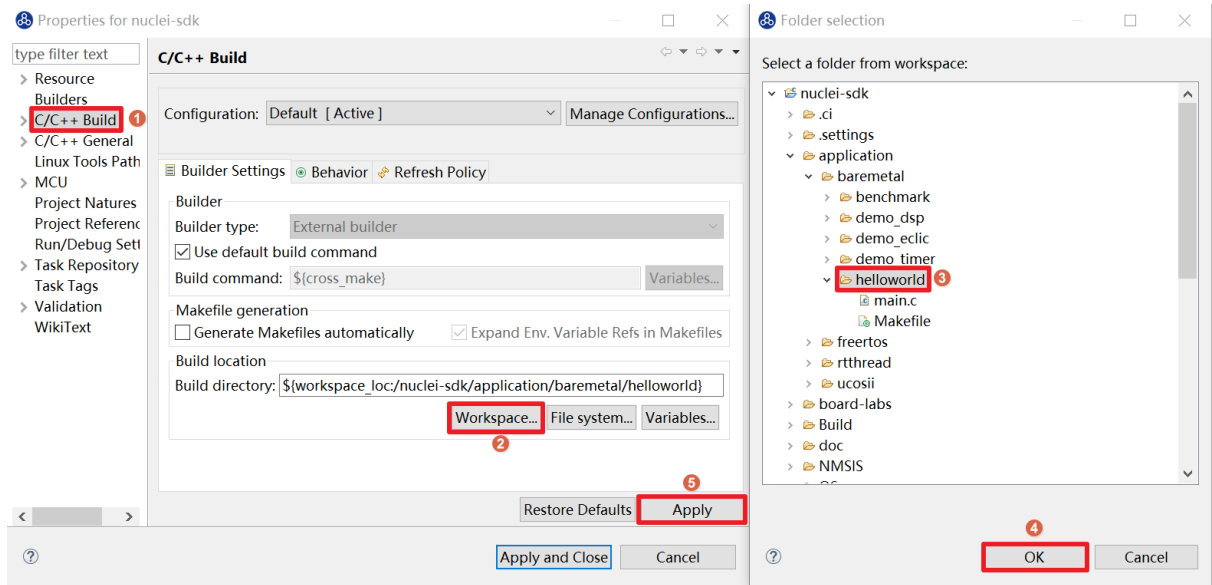 Properties for nuclei-sdk
type filter text
Resource
Builders
C/C++ Build
1
C/C++ General
Linux Tools Path
MCU
Project Natures
Project Referenc
Run/Debug Sett
Task Repository
Task Tags
Validation
WikiText
C/C++ Build
Configuration:
Default [ Active ]
Manage Configurations...
Builder Settings
Behavior
Refresh Policy
Builder
Builder type:
External builder
Use default build command
Build command:
${cross_make}
Variables...
Makefile generation
Generate Makefiles automatically
Expand Env. Variable Refs in Makefiles
Build location
Build directory:
${workspace_loc:/nuclei-sdk/application/baremetal/helloworld}
Workspace...
File system...
Variables...
2
5
Restore Defaults
Apply
Apply and Close
Cancel
Folder selection
Select a folder from workspace:
nuclei-sdk
.ci
.settings
application
baremetal
benchmark
demo_dsp
demo_eclic
demo_timer
helloworld
3
main.c
Makefile
freertos
rtthread
ucosii
board-labs
Build
doc
NMSIS
4
OK
Cancel